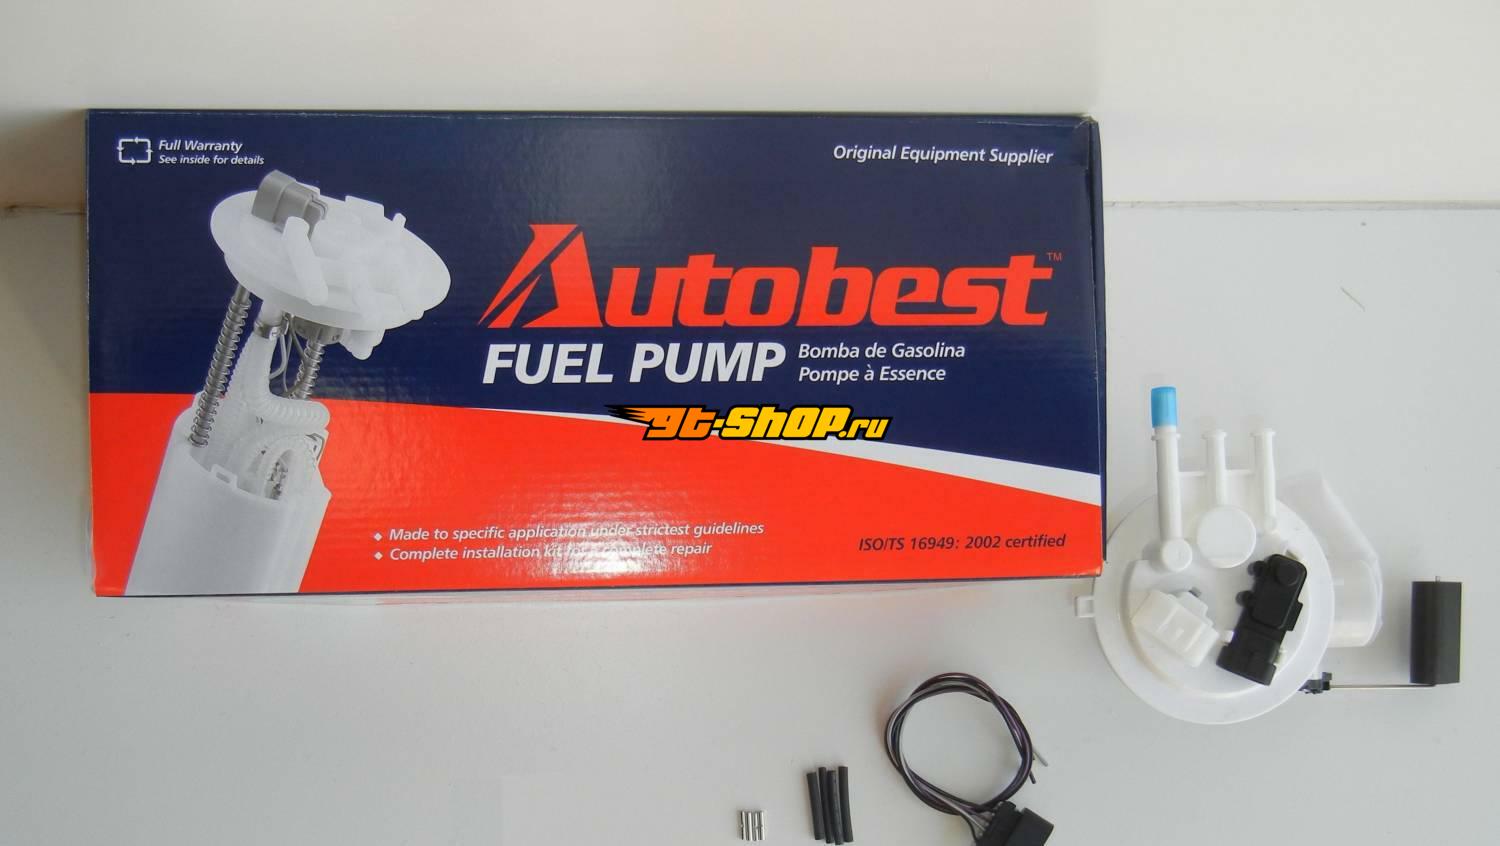 Full Warranty
See inside for details
Original Equipment Supplier
Autobest™
FUEL PUMP
Bomba de Gasolina
Pompe à Essence
gt-shop.ru
Made to specific application under strictest guidelines
Complete installation kit for a complete repair
ISO/TS 16949: 2002 certified